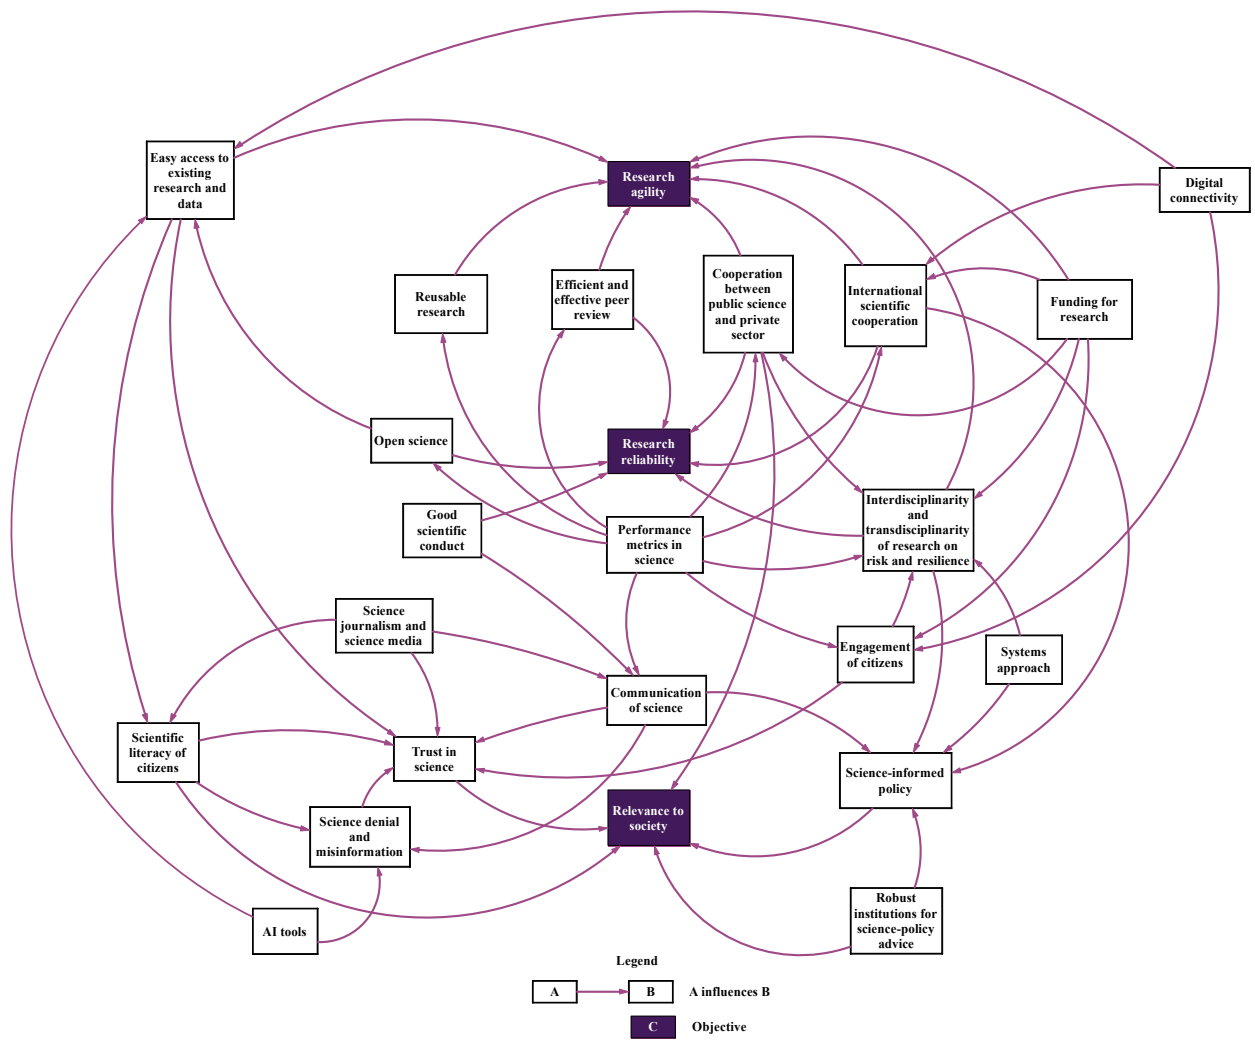 Easy access to
existing
research and
data
Research
agility
Digital
connectivity
Reusable
research
Efficient and
effective peer
review
Cooperation
between
public science
and private
sector
International
scientific
cooperation
Funding for
research
Open science
Research
reliability
Good
scientific
conduct
Performance
metrics in
science
Interdisciplinarity
and
transdisciplinarity
of research on
risk and resilience
Science
journalism and
science media
Engagement
of citizens
Systems
approach
Communication
of science
Scientific
literacy of
citizens
Trust in
science
Science-informed
policy
Science denial
and
misinformation
Relevance to
society
AI tools
Robust
institutions for
science-policy
advice
Legend
A
B
A influences B
C
Objective